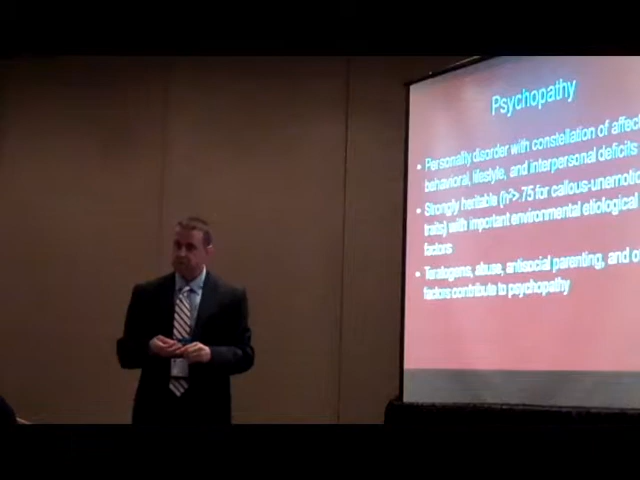 Psychopathy
• Personality disorder with constellation of affect
behavioral, lifestyle, and interpersonal deficits
• Strongly heritable (h²>.75 for callous-unemotio
traits) with important environmental etiological
factors
• Teratogens, abuse, antisocial parenting, and o
factors contribute to psychopathy